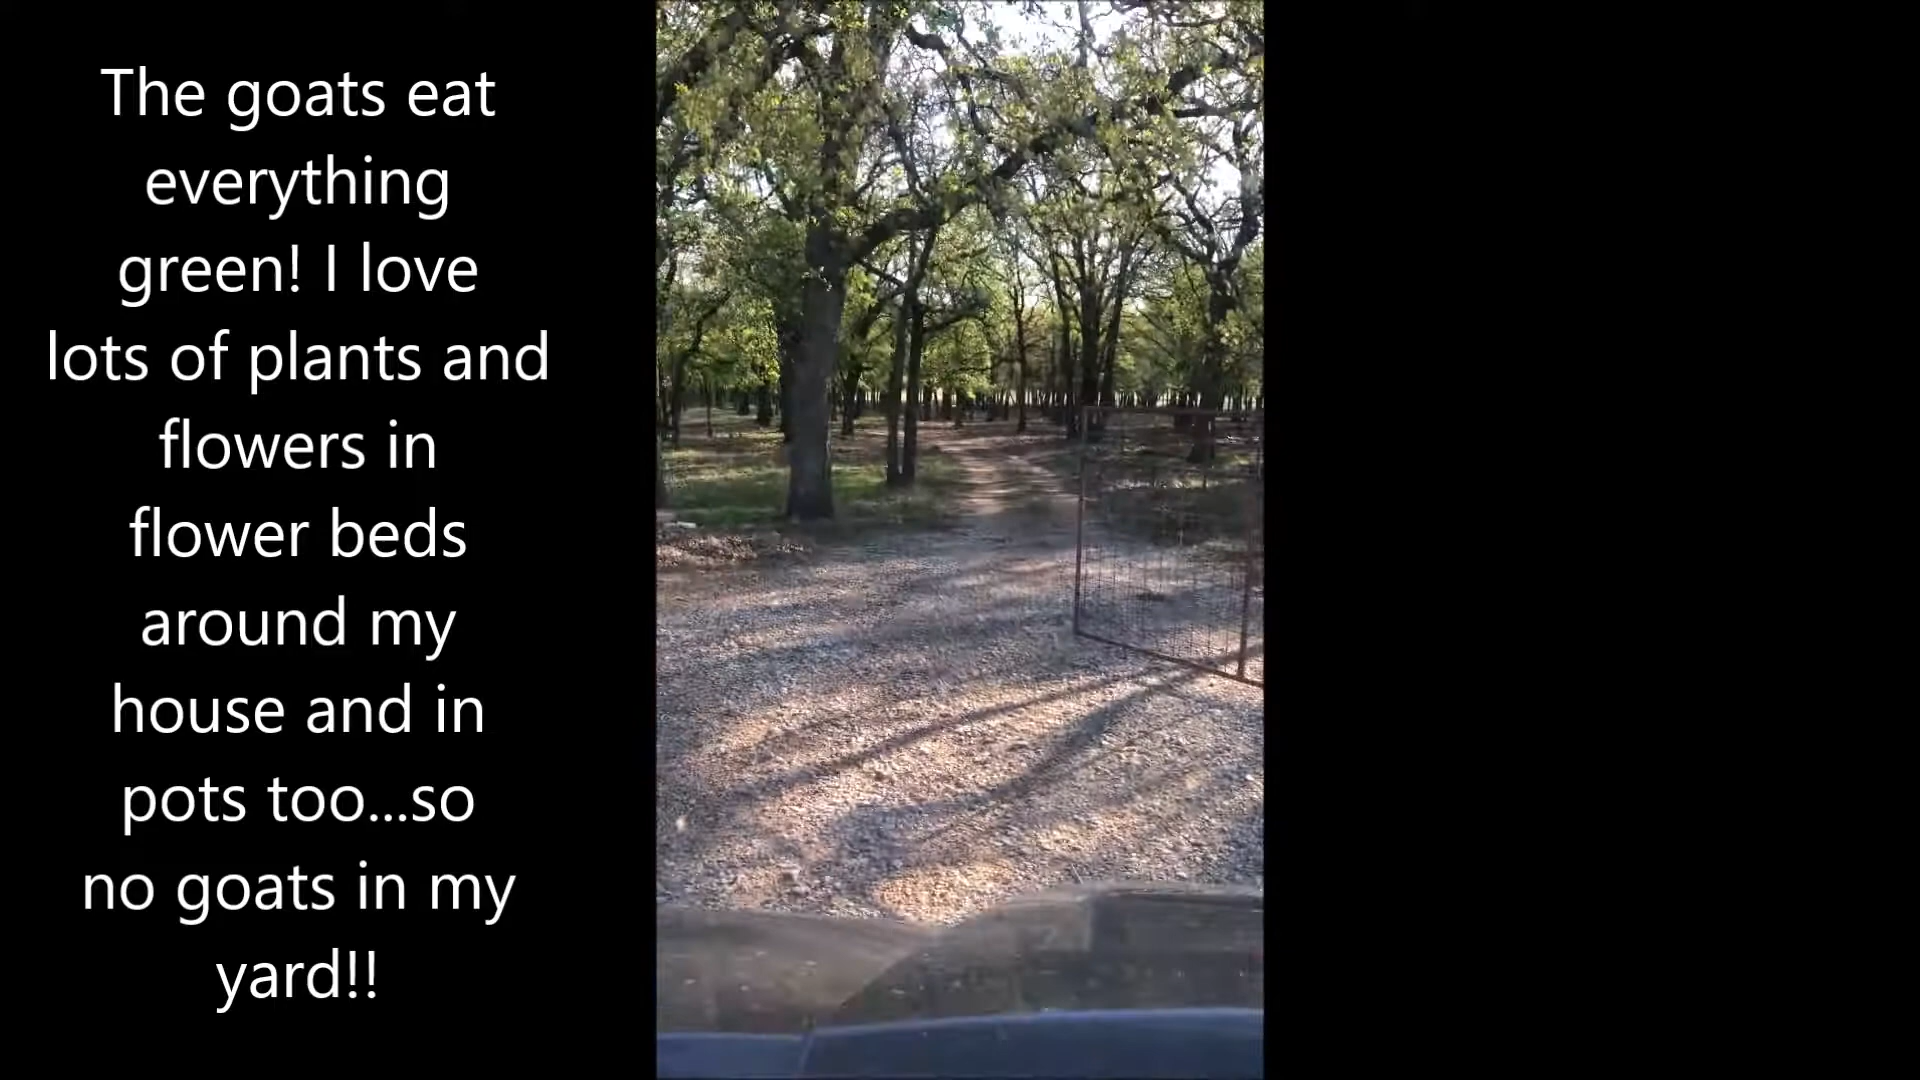 The goats eat
everything
green! I love
lots of plants and
flowers in
flower beds
around my
house and in
pots too...so
no goats in my
yard!!